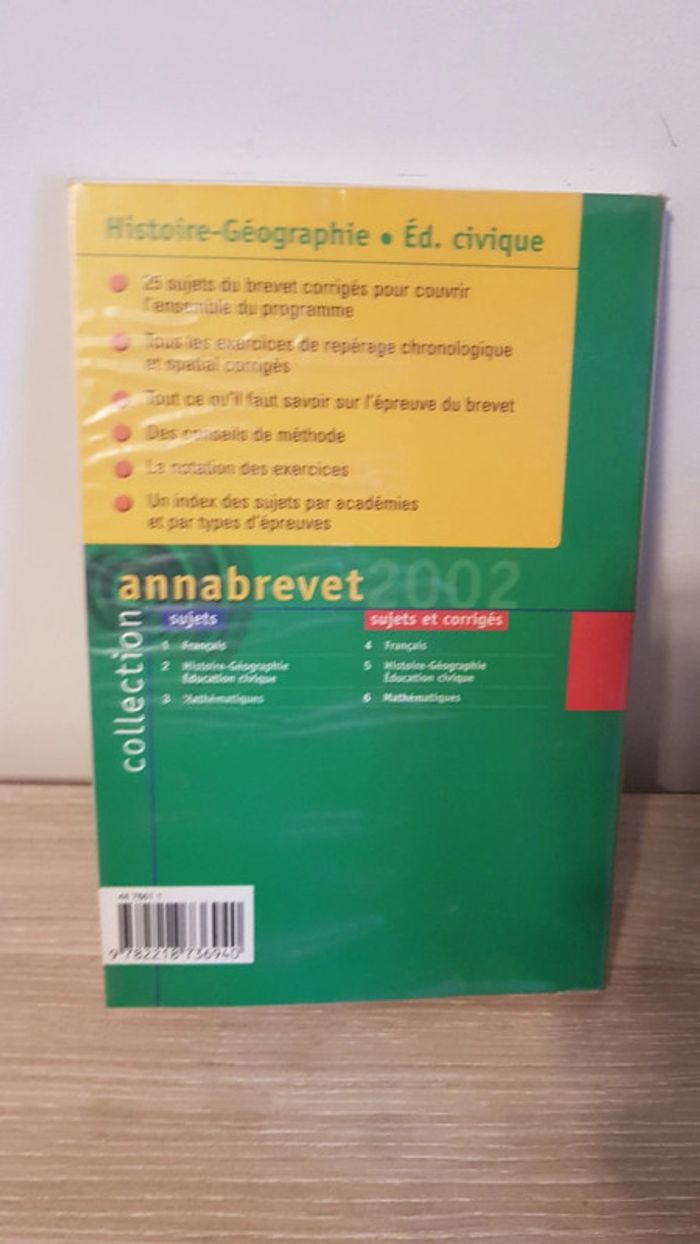 Histoire-Géographie • Éd. civique
25 sujets du brevet corrigés pour couvrir
l'ensemble du programme
Tous les exercices de repérage chronologique
et spatial corrigés
Tout ce qu'il faut savoir sur l'épreuve du brevet
Des conseils de méthode
La notation des exercices
Un index des sujets par académies
et par types d'épreuves
annabrevet 2002
collection
sujets
1 Français
2 Histoire-Géographie
Éducation civique
3 Mathématiques
sujets et corrigés
4 Français
5 Histoire-Géographie
Éducation civique
6 Mathématiques
9 782218 736940